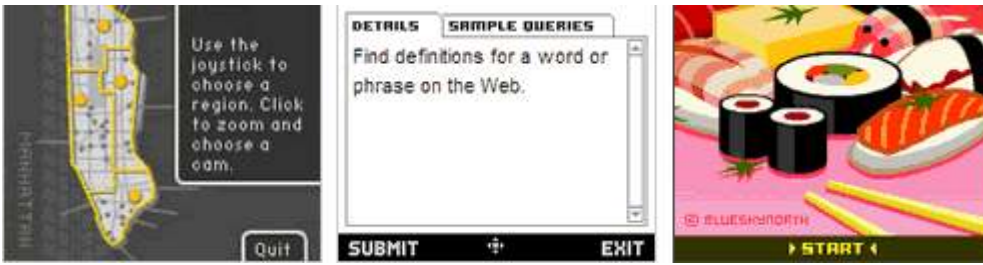 Use the
joystick to
choose a
region. Click
to zoom and
choose a
cam.
MANHATTAN
Quit
DETAILS
SAMPLE QUERIES
Find definitions for a word or
phrase on the Web.
SUBMIT
EXIT
© BLUESKYNORTH
START